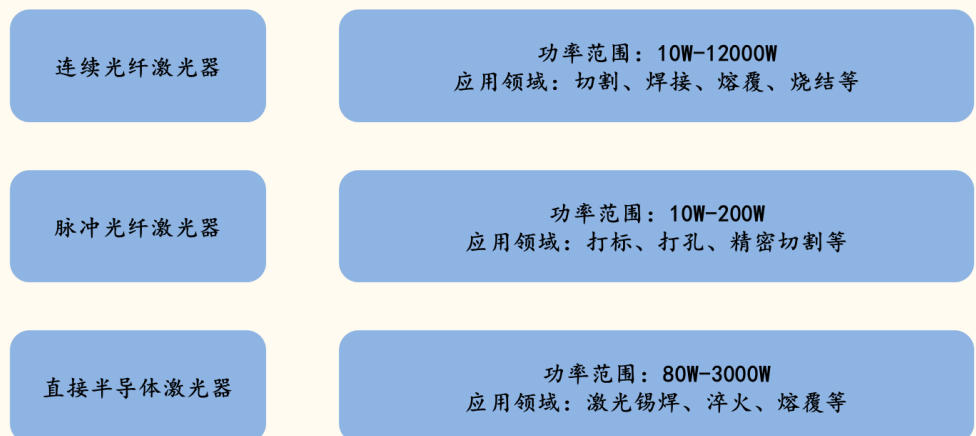 连续光纤激光器
功率范围：10W-12000W
应用领域：切割、焊接、熔覆、烧结等
脉冲光纤激光器
功率范围：10W-200W
应用领域：打标、打孔、精密切割等
直接半导体激光器
功率范围：80W-3000W
应用领域：激光锡焊、淬火、熔覆等